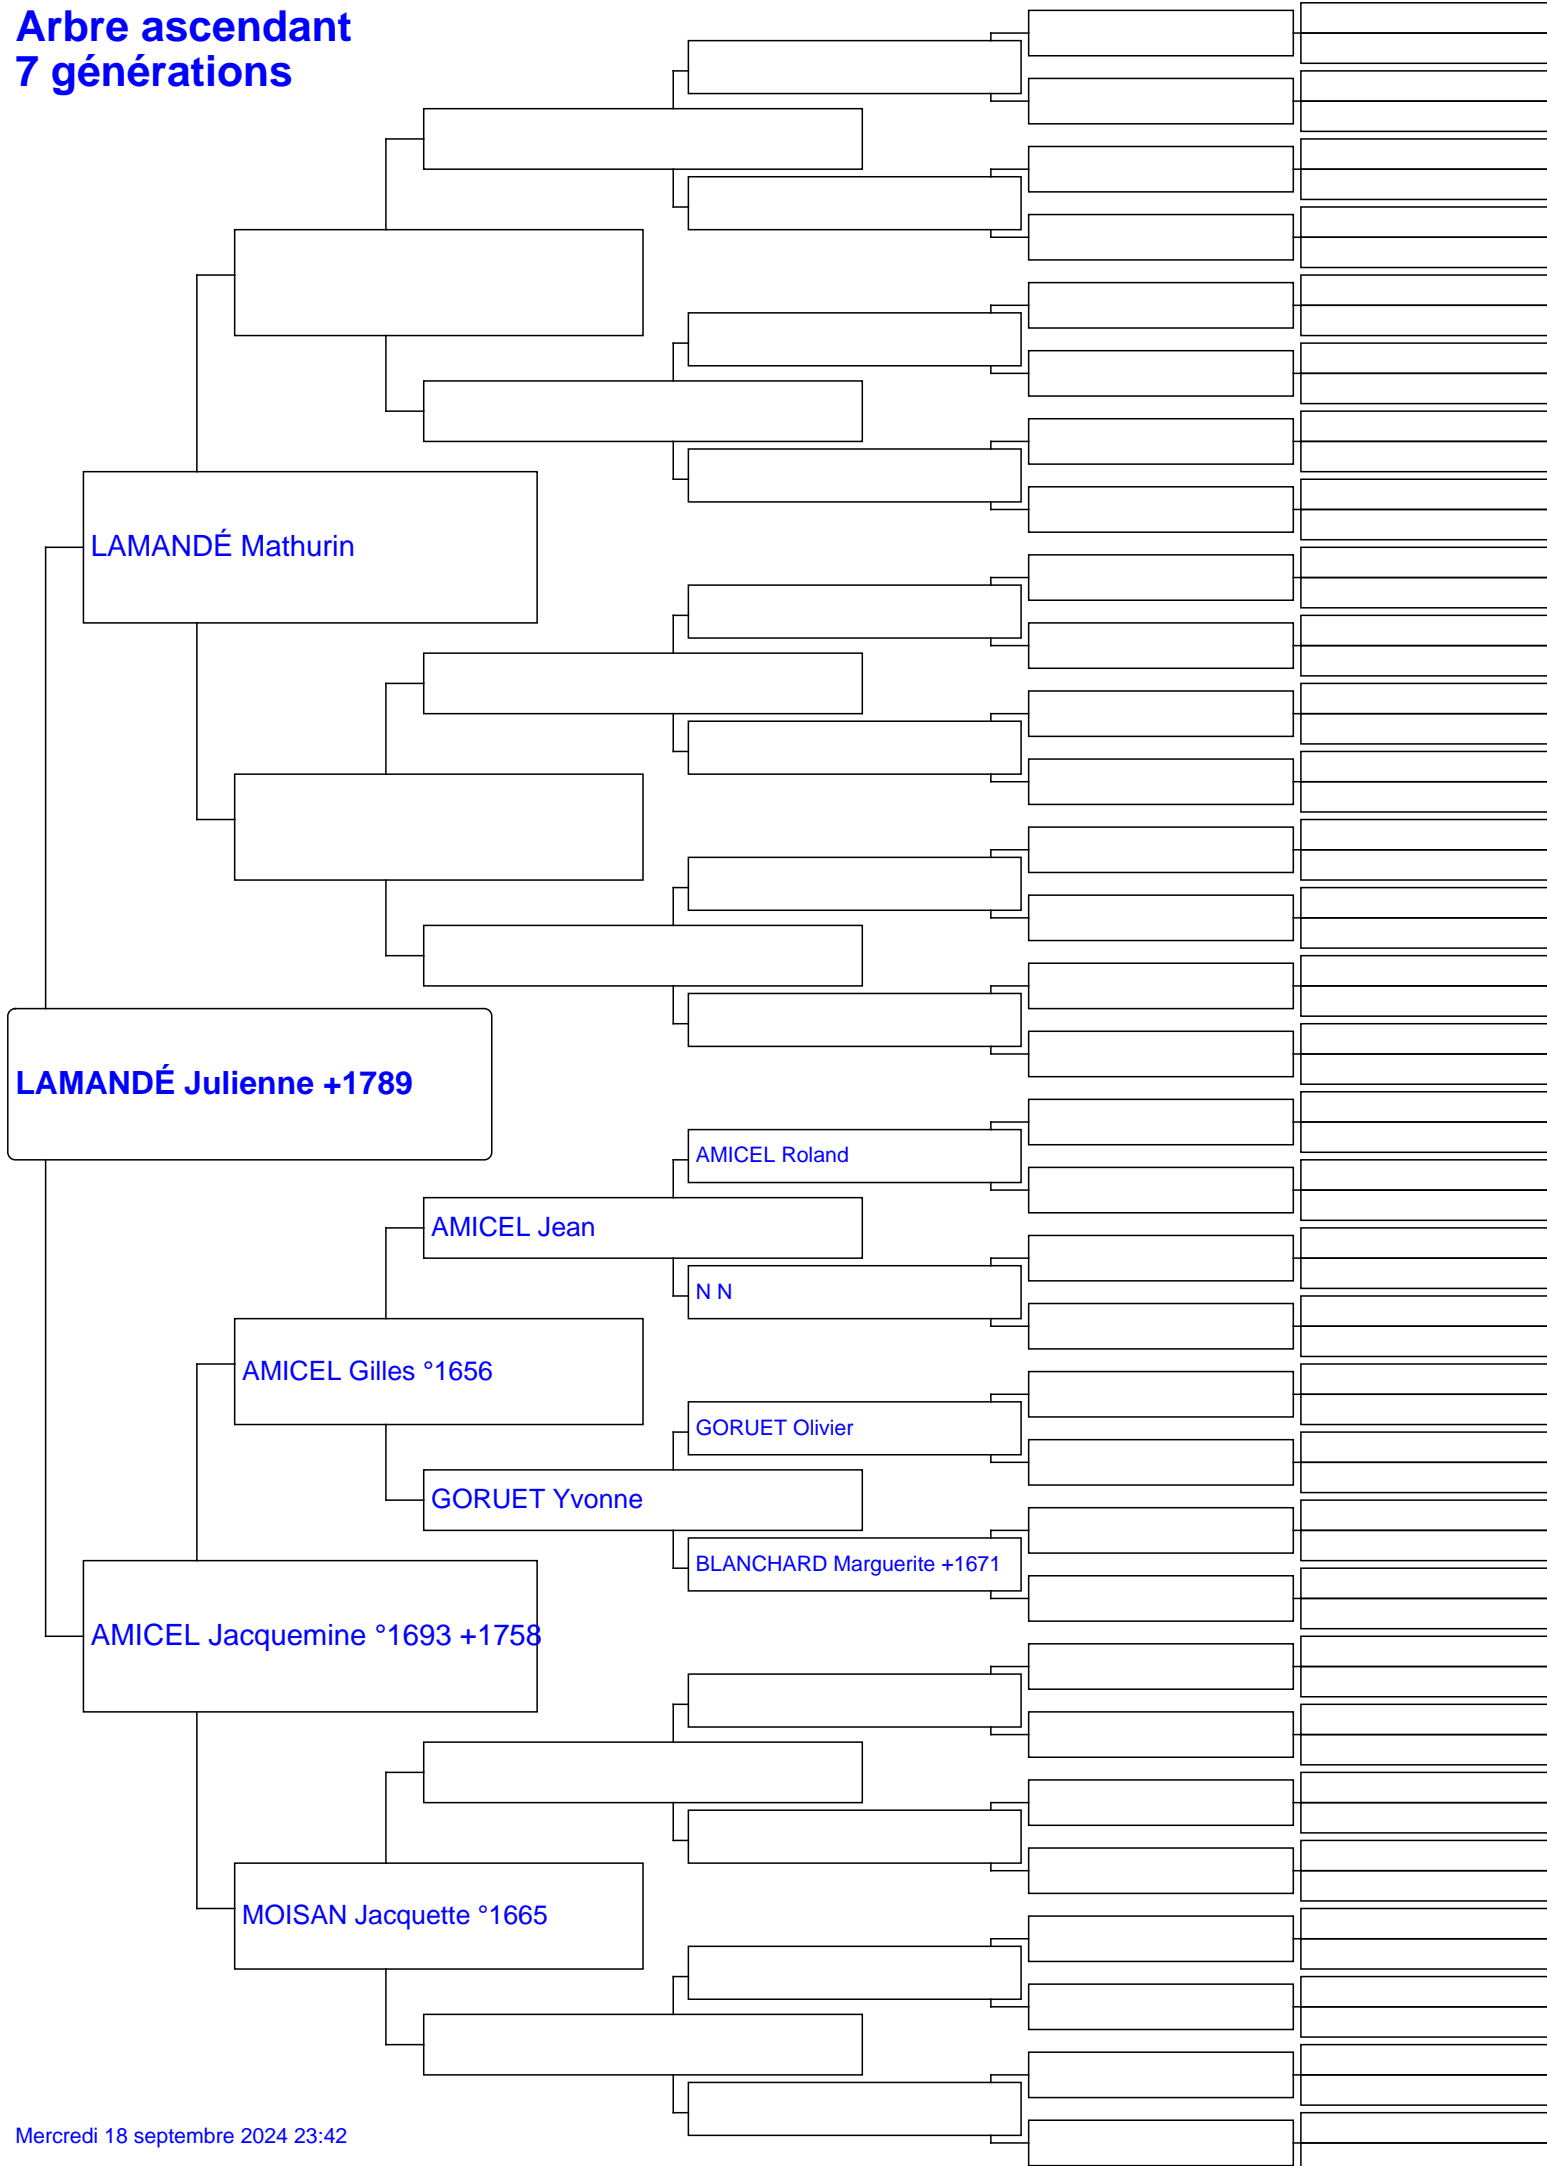 Arbre ascendant
7 générations
LAMANDÉ Mathurin
LAMANDÉ Julienne +1789
AMICEL Roland
AMICEL Jean
N N
AMICEL Gilles °1656
GORUET Olivier
GORUET Yvonne
BLANCHARD Marguerite +1671
AMICEL Jacquemine °1693 +1758
MOISAN Jacquette °1665
Mercredi 18 septembre 2024 23:42